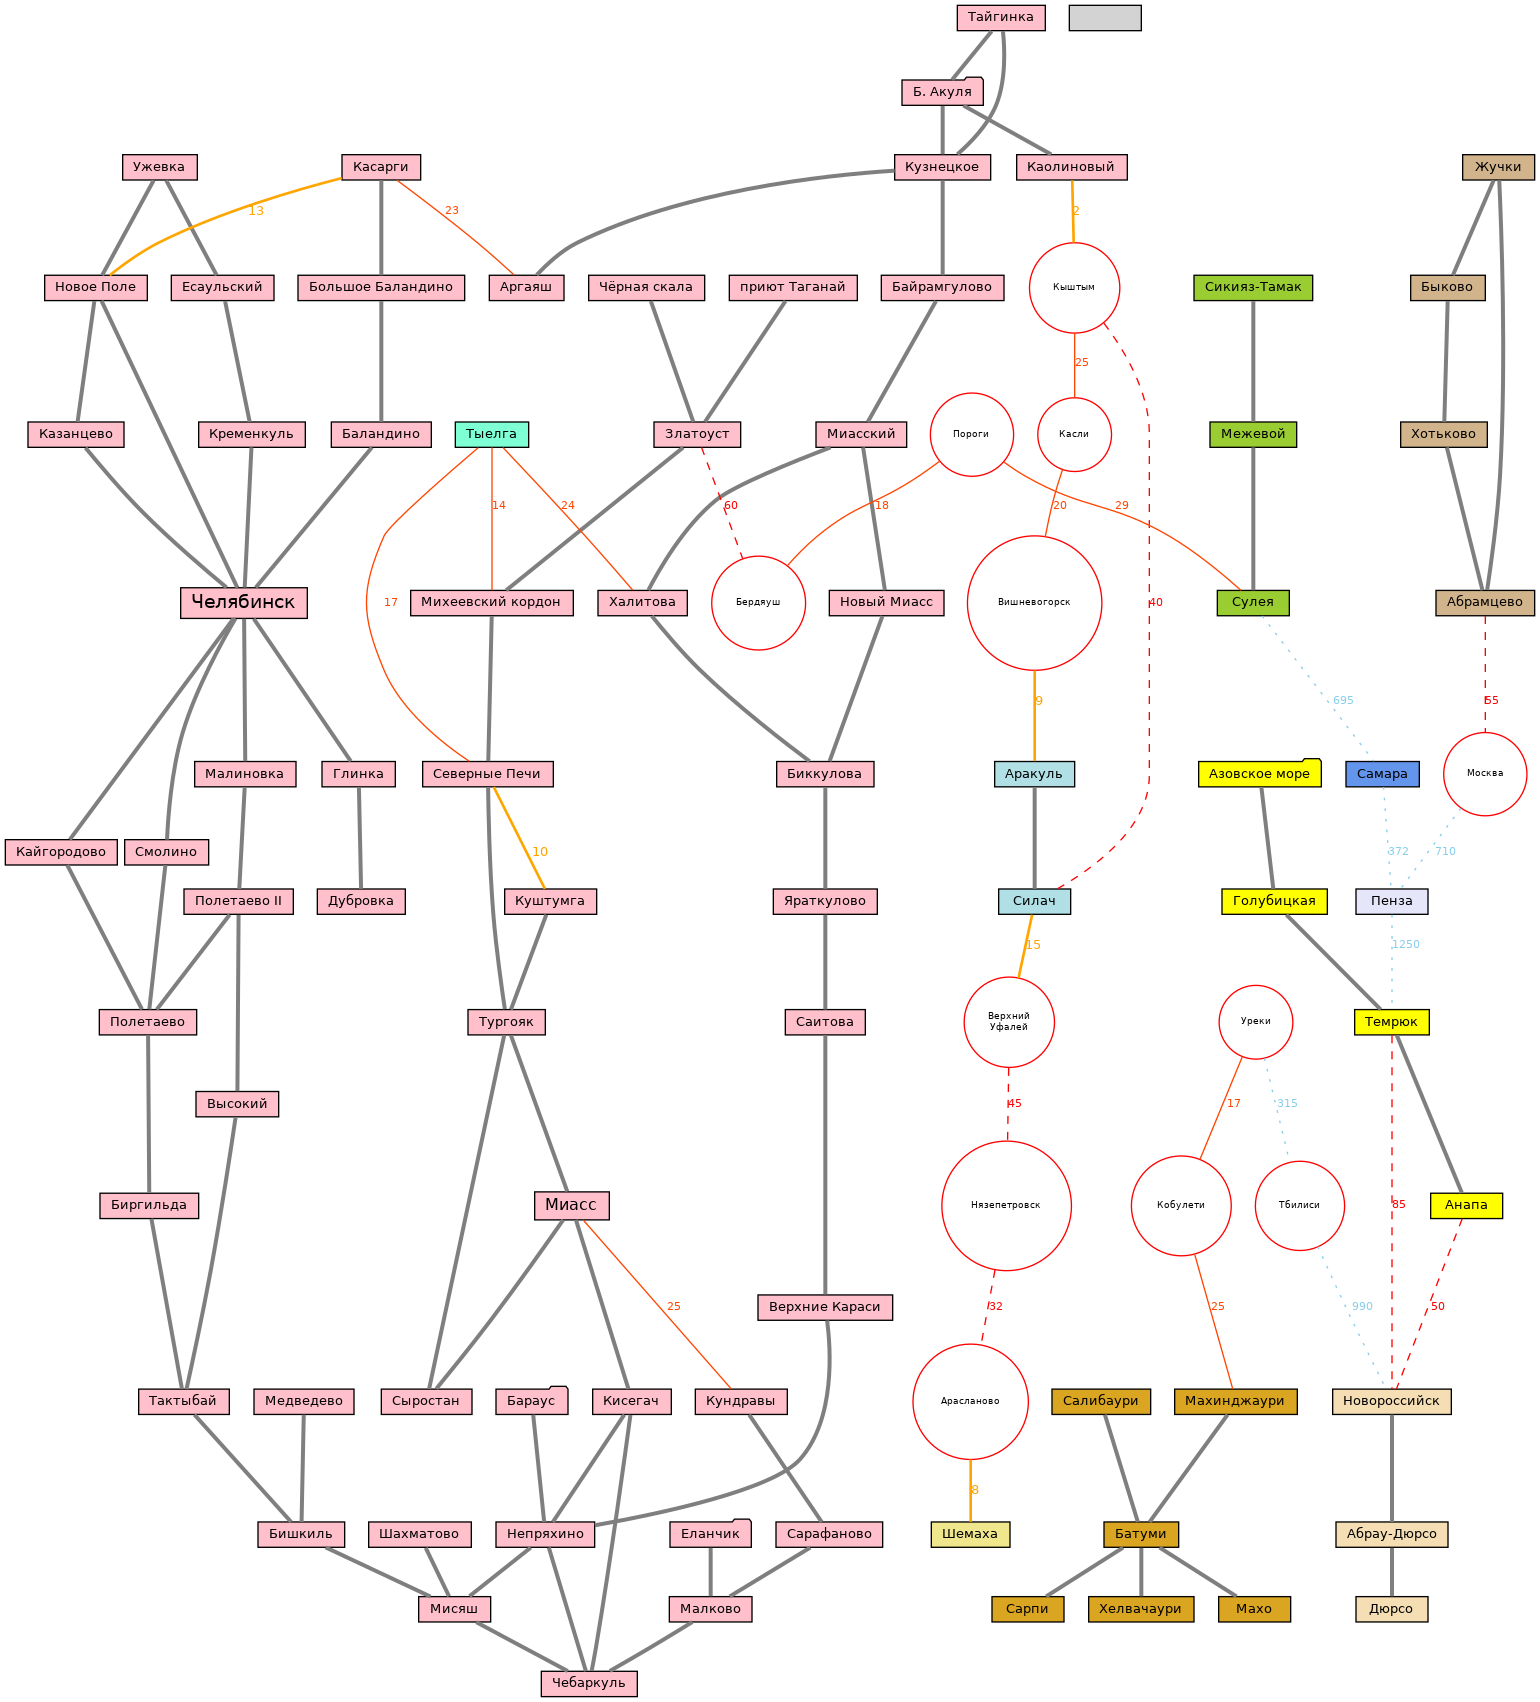 Тайгинка
Б. Акуля
Ужевка
Касарги
Кузнецкое
Каолиновый
Жучки
13
23
2
Новое Поле
Есаульский
Большое Баландино
Аргаяш
Чёрная скала
приют Таганай
Байрамгулово
Кыштым
Сикияз-Тамак
Быково
25
Казанцево
Кременкуль
Баландино
Тыелга
Златоуст
Миасский
Пороги
Касли
Межевой
Хотьково
14
24
60
18
20
29
Челябинск
17
Михеевский кордон
Халитова
Бердяуш
Новый Миасс
Вишневогорск
40
Сулея
Абрамцево
9
695
55
Малиновка
Глинка
Северные Печи
Биккулова
Аракуль
Азовское море
Самара
Москва
Кайгородово
Смолино
10
372
710
Полетаево II
Дубровка
Куштумга
Яраткулово
Силач
Голубицкая
Пенза
15
1250
Полетаево
Тургояк
Саитова
Верхний
Уфалей
Уреки
Темрюк
Высокий
45
17
315
Биргильда
Миасс
Нязепетровск
Кобулети
Тбилиси
85
Анапа
25
Верхние Караси
32
25
990
50
Тактыбай
Медведево
Сыростан
Бараус
Кисегач
Кундравы
Арасланово
Салибаури
Махинджаури
Новороссийск
8
Бишкиль
Шахматово
Непряхино
Еланчик
Сарафаново
Шемаха
Батуми
Абрау-Дюрсо
Мисяш
Малково
Сарпи
Хелвачаури
Махо
Дюрсо
Чебаркуль